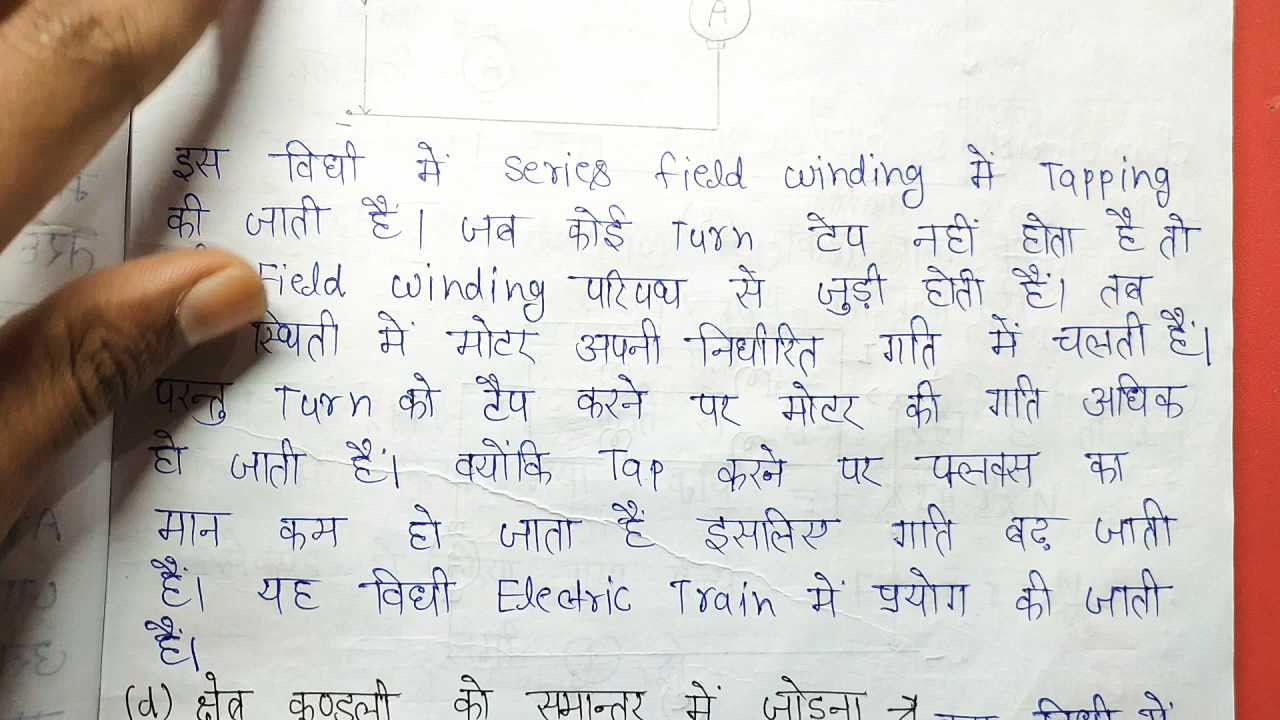 A
इस विधी में series field winding में Tapping
की जाती हैं। जब कोई Turn टेप नहीं होता है तो
Field winding परिपथ से जुड़ी होती हैं। तब
स्थिती में मोटर अपनी निर्धारित गति में चलती हैं।
परन्तु Turn को टैप करने पर मोटर की गति अधिक
हो जाती हैं। क्योंकि Tap करने पर फ्लक्स का
मान कम हो जाता हैं इसलिए गति बढ़ जाती
हैं। यह विधी Electric Train में प्रयोग की जाती
हैं।
(d) क्षेत्र कुण्डली को समान्तर में जोडना